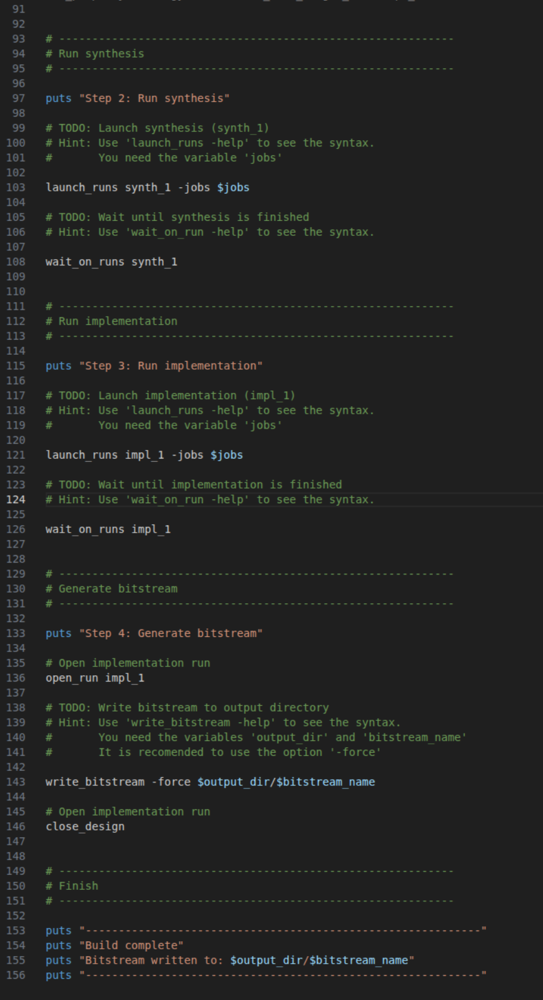 91
92
93 # ------------------------------------------------------------
94 # Run synthesis
95 # ------------------------------------------------------------
96
97 puts "Step 2: Run synthesis"
98
99 # TODO: Launch synthesis (synth_1)
100 # Hint: Use 'launch_runs -help' to see the syntax.
101 #       You need the variable 'jobs'
102
103 launch_runs synth_1 -jobs $jobs
104
105 # TODO: Wait until synthesis is finished
106 # Hint: Use 'wait_on_run -help' to see the syntax.
107
108 wait_on_runs synth_1
109
110
111 # ------------------------------------------------------------
112 # Run implementation
113 # ------------------------------------------------------------
114
115 puts "Step 3: Run implementation"
116
117 # TODO: Launch implementation (impl_1)
118 # Hint: Use 'launch_runs -help' to see the syntax.
119 #       You need the variable 'jobs'
120
121 launch_runs impl_1 -jobs $jobs
122
123 # TODO: Wait until implementation is finished
124 # Hint: Use 'wait_on_run -help' to see the syntax.
125
126 wait_on_runs impl_1
127
128
129 # ------------------------------------------------------------
130 # Generate bitstream
131 # ------------------------------------------------------------
132
133 puts "Step 4: Generate bitstream"
134
135 # Open implementation run
136 open_run impl_1
137
138 # TODO: Write bitstream to output directory
139 # Hint: Use 'write_bitstream -help' to see the syntax.
140 #       You need the variables 'output_dir' and 'bitstream_name'
141 #       It is recomended to use the option '-force'
142
143 write_bitstream -force $output_dir/$bitstream_name
144
145 # Open implementation run
146 close_design
147
148
149 # ------------------------------------------------------------
150 # Finish
151 # ------------------------------------------------------------
152
153 puts "------------------------------------------------------------"
154 puts "Build complete"
155 puts "Bitstream written to: $output_dir/$bitstream_name"
156 puts "------------------------------------------------------------"